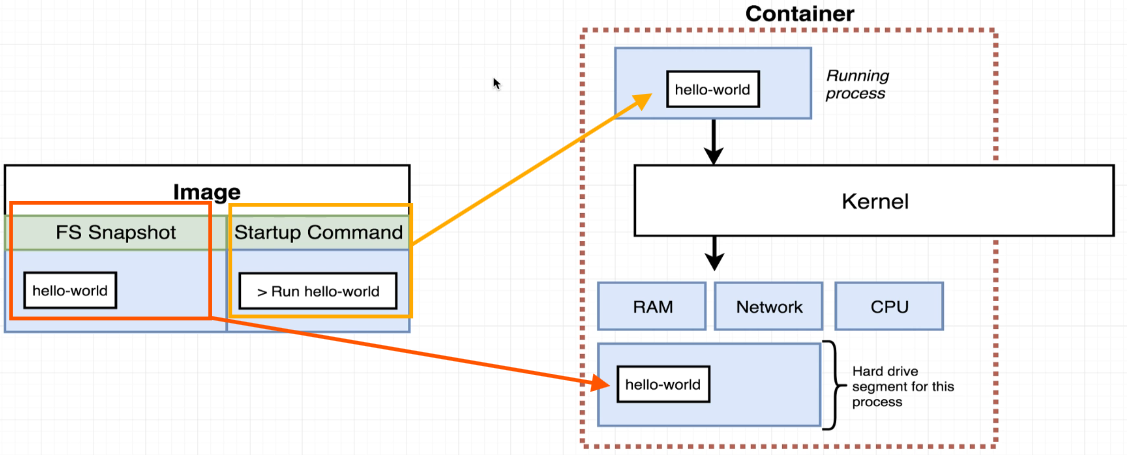 Container
hello-world
Running
process
Image
Kernel
FS Snapshot
Startup Command
hello-world
> Run hello-world
RAM
Network
CPU
hello-world
Hard drive
segment for this
process